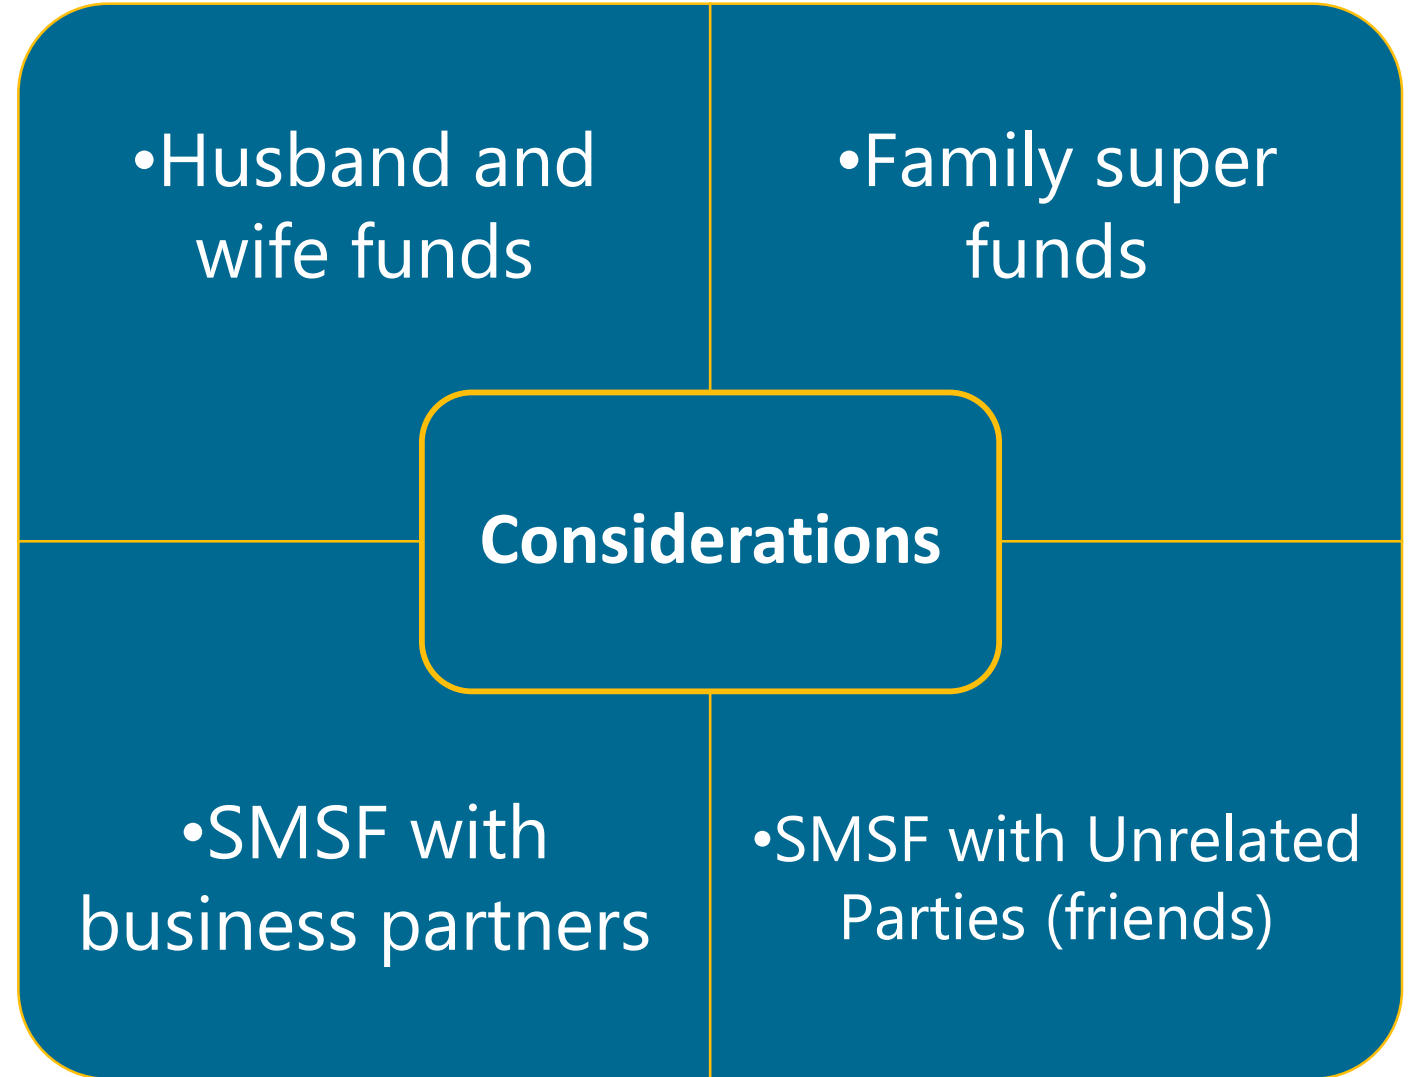 •Husband and
wife funds
•Family super
funds
Considerations
•SMSF with
business partners
•SMSF with Unrelated
Parties (friends)